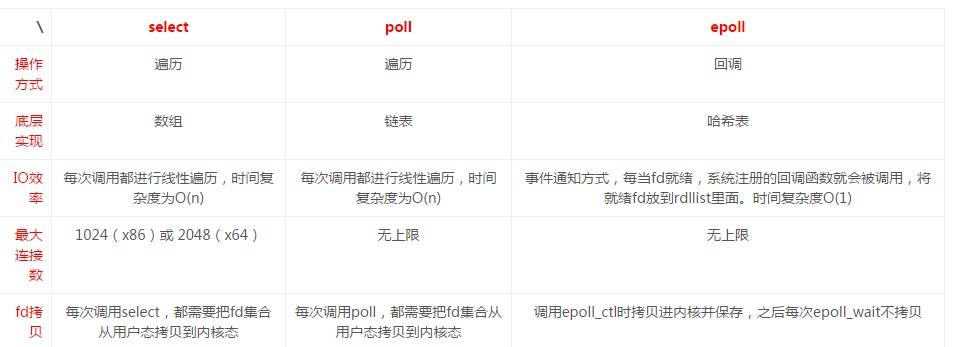 \ select poll epoll
操作
方式 遍历 遍历 回调
底层
实现 数组 链表 哈希表
IO效
率 每次调用都进行线性遍历，时间复
杂度为O(n) 每次调用都进行线性遍历，时间
复杂度为O(n) 事件通知方式，每当fd就绪，系统注册的回调函数就会被调用，将
就绪fd放到rdllist里面。时间复杂度O(1)
最大
连接
数 1024（x86）或 2048（x64） 无上限 无上限
fd拷
贝 每次调用select，都需要把fd集合
从用户态拷贝到内核态 每次调用poll，都需要把fd集合从
用户态拷贝到内核态 调用epoll_ctl时拷贝进内核并保存，之后每次epoll_wait不拷贝